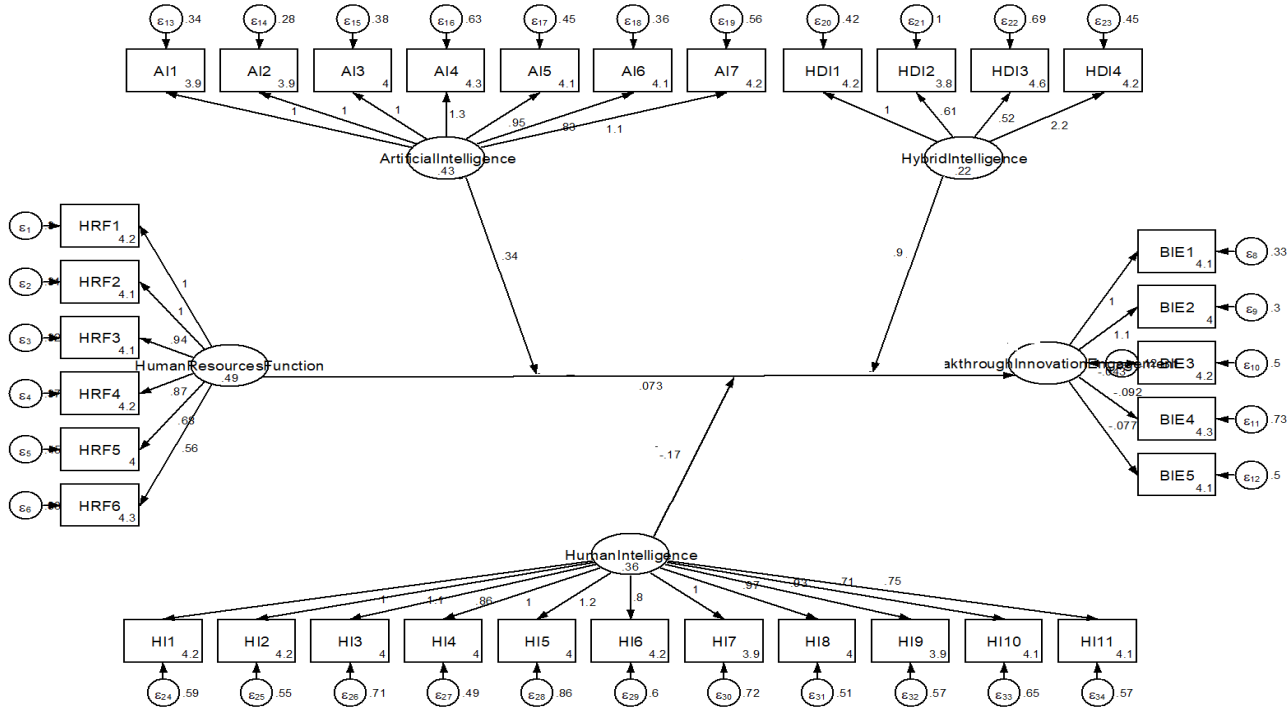 ε13 .34 ε14 .28 ε15 .38 ε16 .63 ε17 .45 ε18 .36 ε19 .56 ε20 .42 ε21 1 ε22 .69 ε23 .45
AI1 AI2 AI3 AI4 AI5 AI6 AI7 HDI1 HDI2 HDI3 HDI4
3.9 3.9 4 4.3 4.1 4.1 4.2 4.2 3.8 4.6 4.2
1 1 1 1.3 .95 .83 1.1 1 .61 .52 2.2
ArtificialIntelligence HybridIntelligence
.43 .22
ε1 HRF1
4.2
ε2 HRF2
4.1
ε3 HRF3
4.1
ε4 HRF4
4.2
ε5 HRF5
4
ε6 HRF6
4.3
1
1
.94
.87
.56
HumanResourcesFunction
.49
.34
.9
.073
-.17
akthroughInnovationEngagement
1
1.1
-.092
-.077
BIE1 ε8 .33
4.1
BIE2 ε9 .3
4
BIE3 ε10 .5
4.2
BIE4 ε11 .73
4.3
BIE5 ε12 .5
4.1
HumanIntelligence
.36
1 1.1 .86 1 1.2 .8 1 .97 .71 .75
HI1 HI2 HI3 HI4 HI5 HI6 HI7 HI8 HI9 HI10 HI11
4.2 4.2 4 4 4 4.2 3.9 4 3.9 4.1 4.1
ε24 .59 ε25 .55 ε26 .71 ε27 .49 ε28 .86 ε29 .6 ε30 .72 ε31 .51 ε32 .57 ε33 .65 ε34 .57